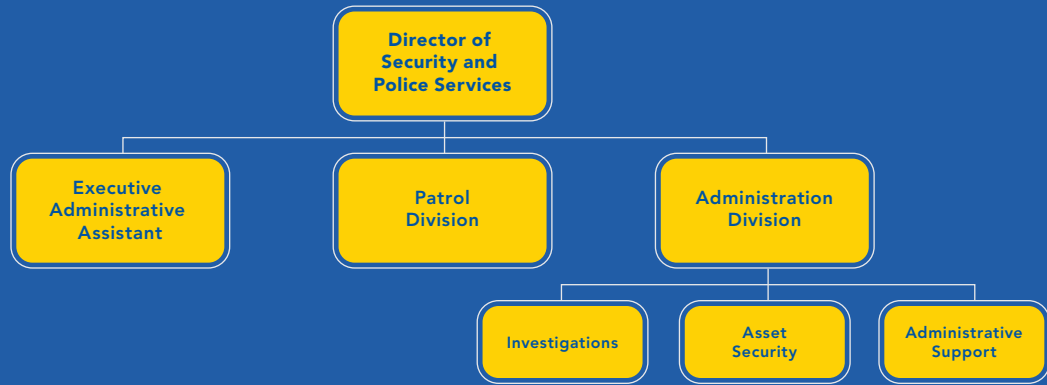 Director of
Security and
Police Services
Executive
Administrative
Assistant
Patrol
Division
Administration
Division
Investigations
Asset
Security
Administrative
Support